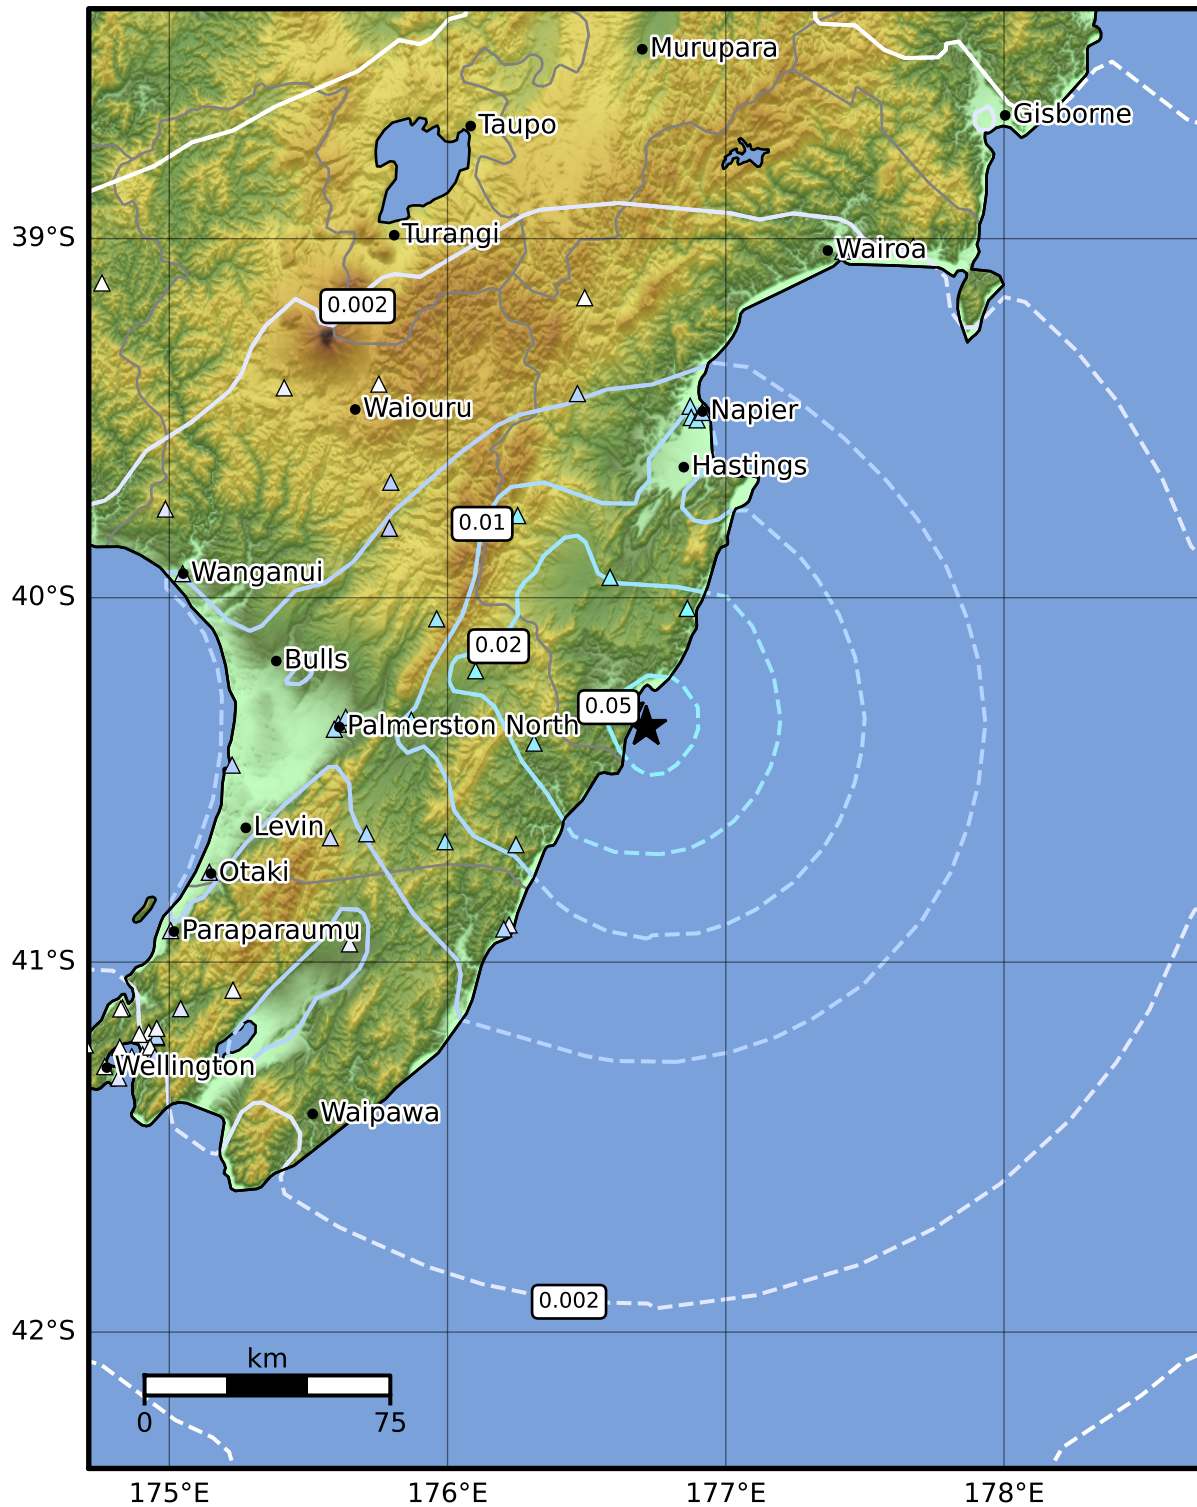 Murupara
Gisborne
Taupo
Turangi
39°S
Wairoa
0.002
Waiouru
Napier
Hastings
0.01
Wanganui
40°S
0.02
Bulls
0.05
Palmerston North
Levin
Otaki
Paraparaumu
41°S
Wellington
Waipawa
0.002
42°S
km
0
75
175°E
176°E
177°E
178°E